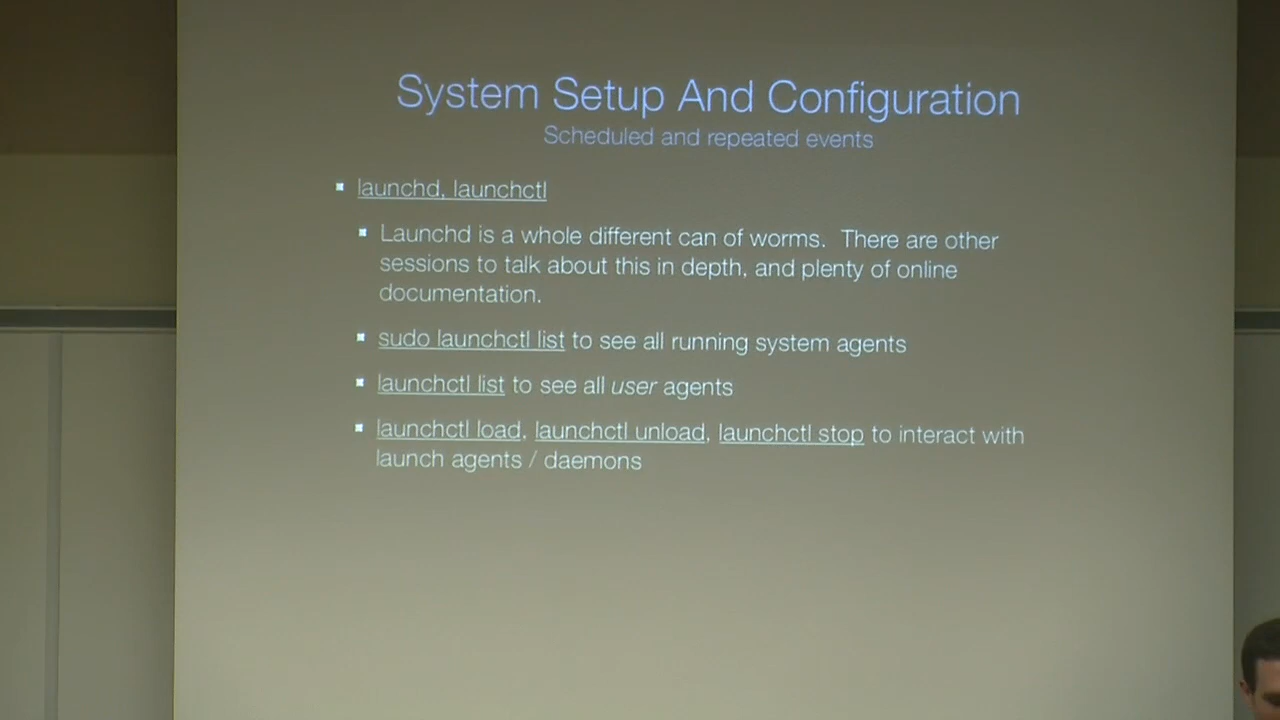 System Setup And Configuration
Scheduled and repeated events
launchd, launchctl
Launchd is a whole different can of worms.  There are other
sessions to talk about this in depth, and plenty of online
documentation.
sudo launchctl list to see all running system agents
launchctl list to see all user agents
launchctl load, launchctl unload, launchctl stop to interact with
launch agents / daemons